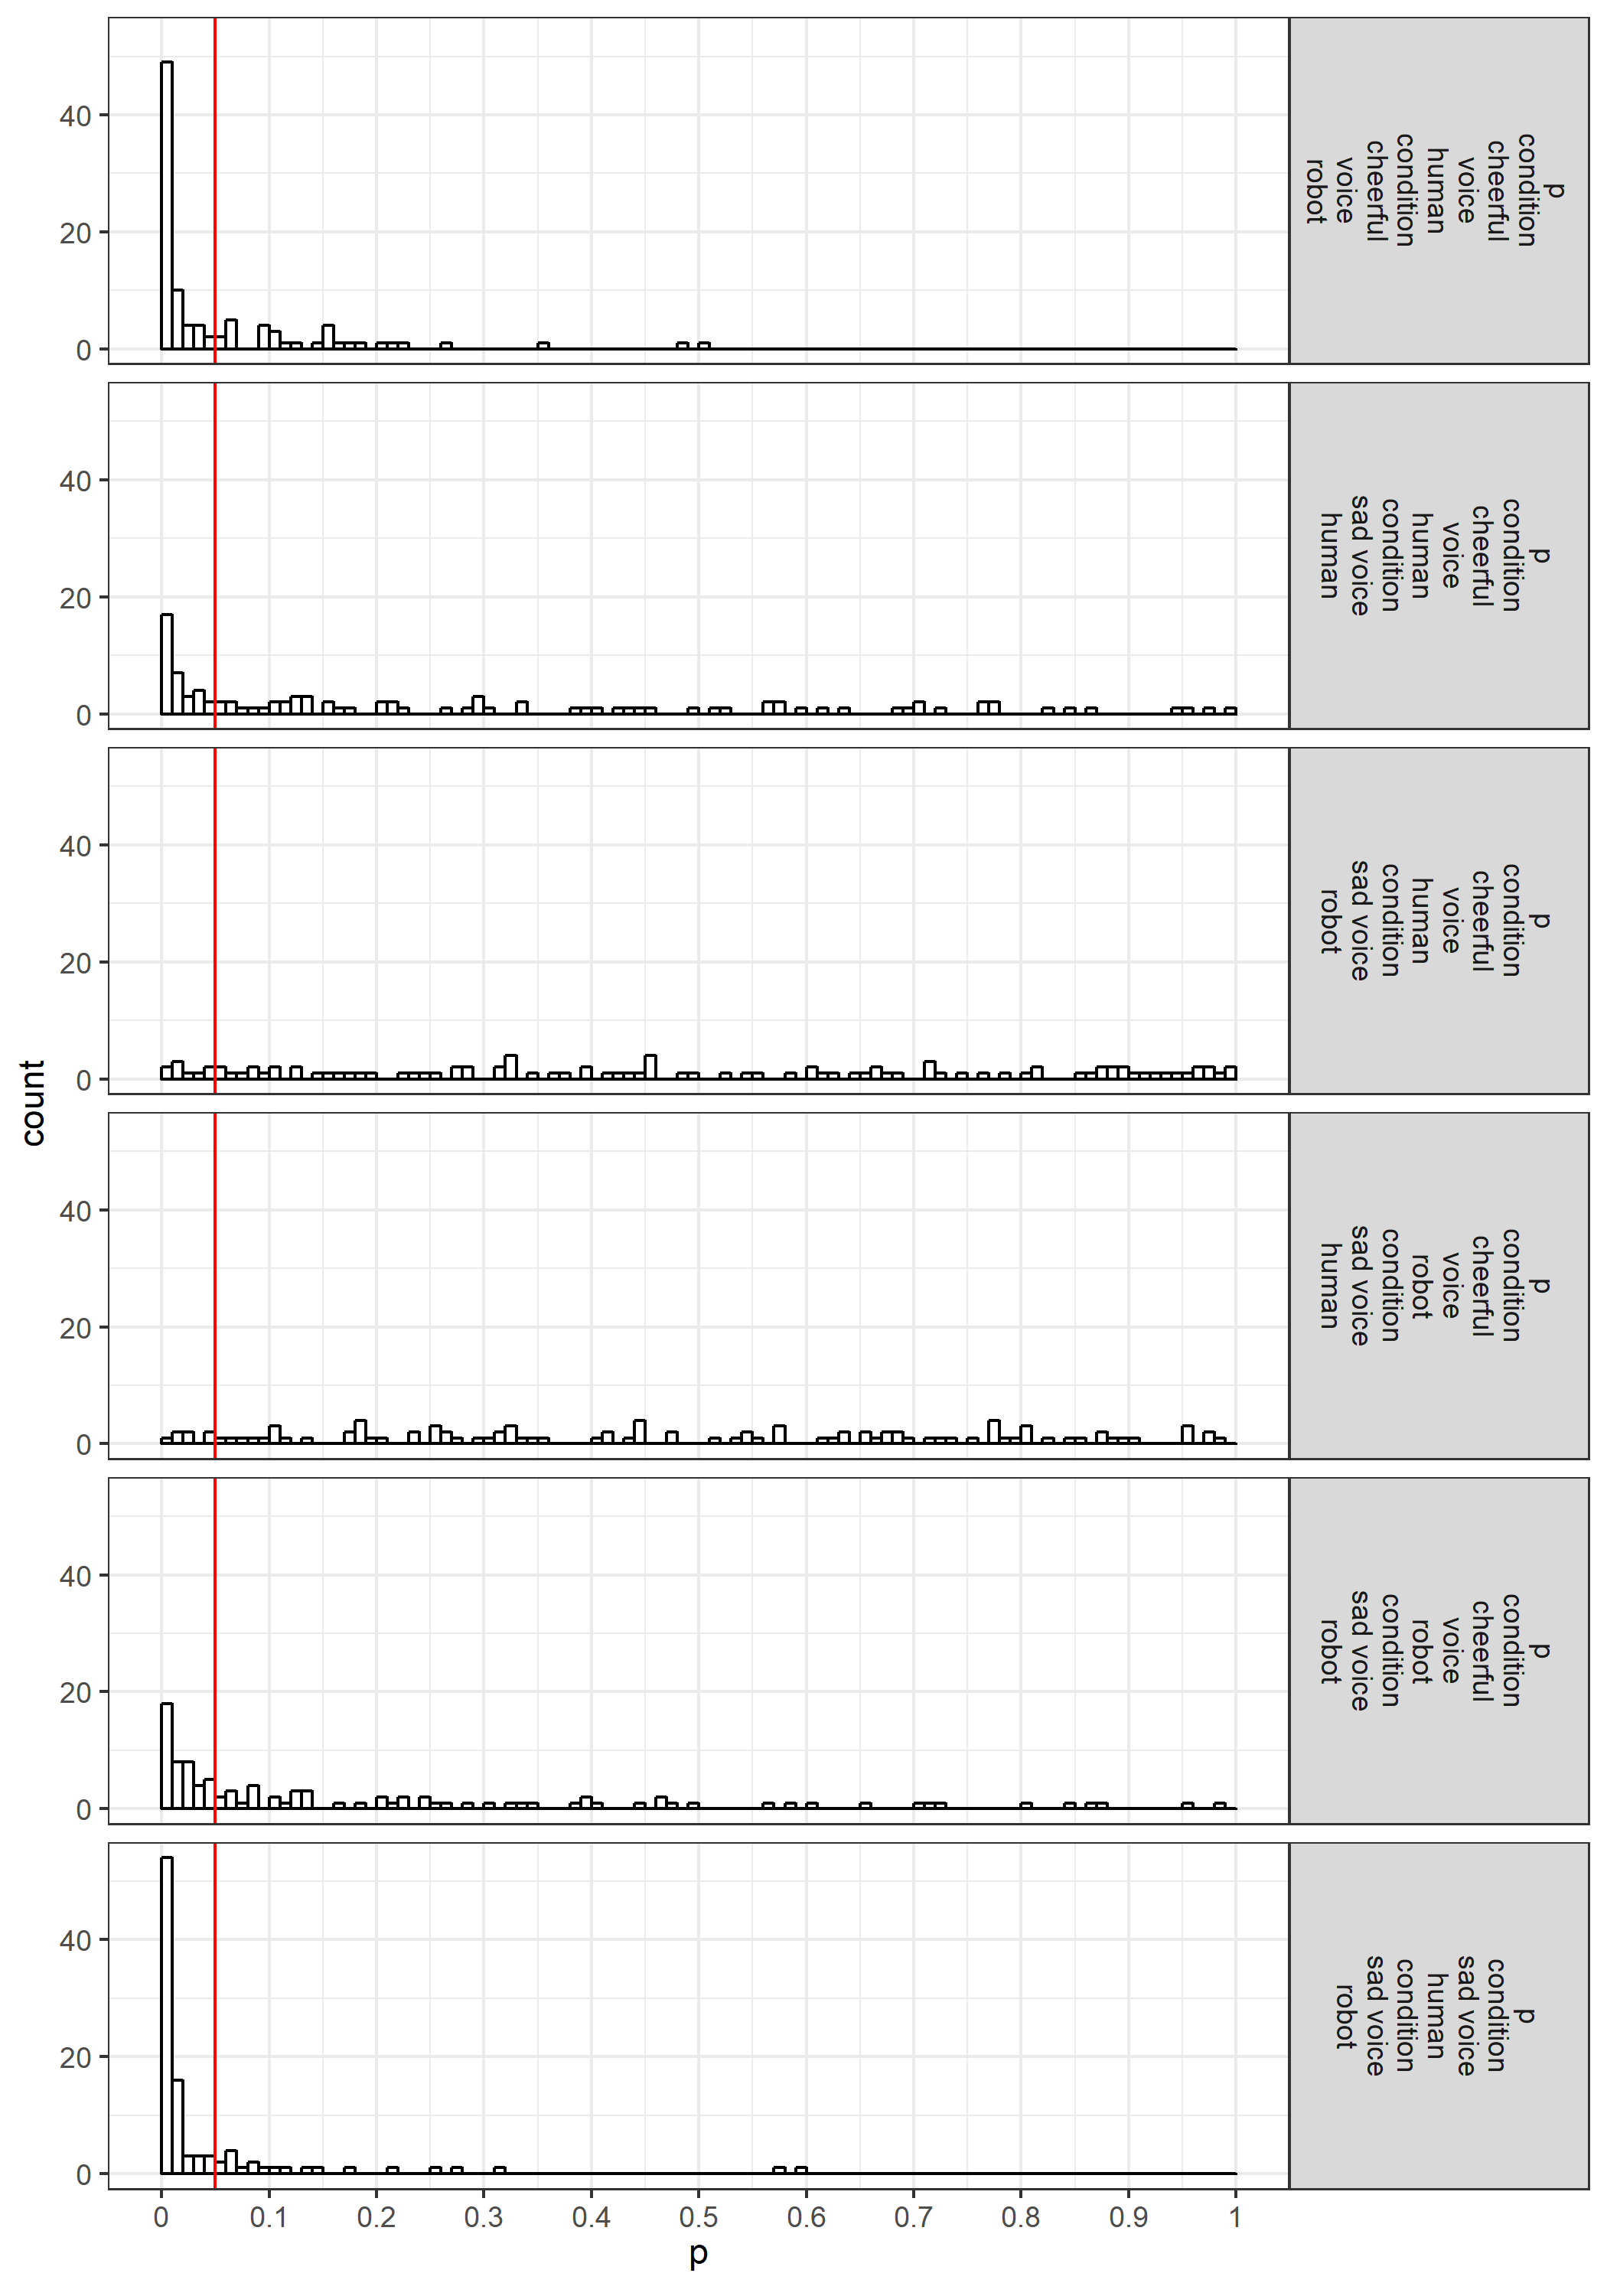 40
20
0
p
condition
cheerful
voice
human
condition
cheerful
voice
robot
40
20
0
p
condition
cheerful
voice
human
condition
sad voice
human
40
20
0
p
condition
cheerful
voice
human
condition
sad voice
robot
40
20
0
p
condition
cheerful
voice
robot
condition
sad voice
human
40
20
0
p
condition
cheerful
voice
robot
condition
sad voice
robot
40
20
0
p
condition
sad voice
human
condition
sad voice
robot
count
0 0.1 0.2 0.3 0.4 0.5 0.6 0.7 0.8 0.9 1
p